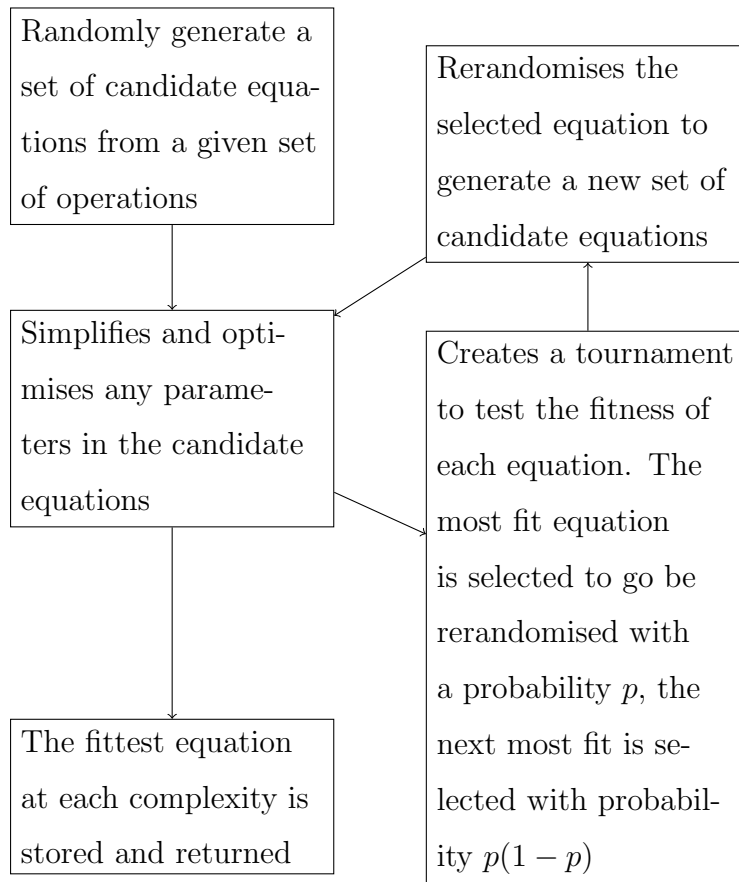 Randomly generate a
set of candidate equa-
tions from a given set
of operations
Simplifies and opti-
mises any parame-
ters in the candidate
equations
The fittest equation
at each complexity is
stored and returned
Rerandomises the
selected equation to
generate a new set of
candidate equations
Creates a tournament
to test the fitness of
each equation. The
most fit equation
is selected to go be
rerandomised with
a probability p, the
next most fit is se-
lected with probabil-
ity p(1 − p)